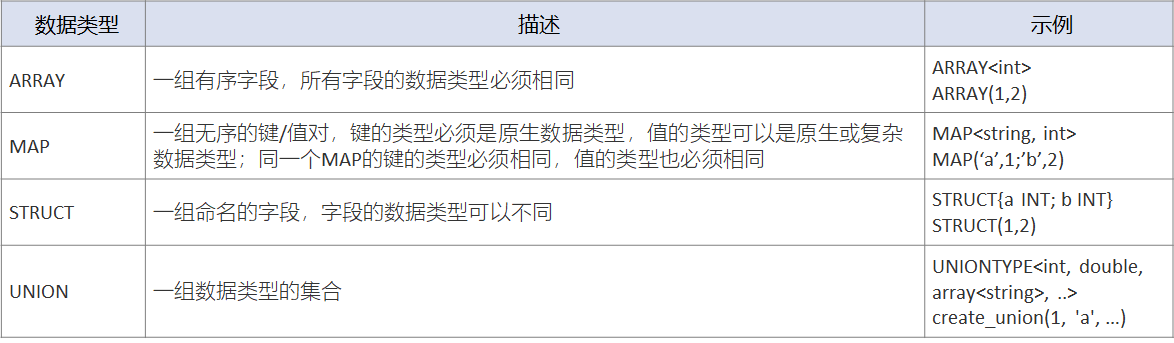 数据类型 描述 示例
ARRAY 一组有序字段，所有字段的数据类型必须相同 ARRAY<int>
ARRAY(1,2)
MAP 一组无序的键/值对，键的类型必须是原生数据类型，值的类型可以是原生或复杂
数据类型；同一个MAP的键的类型必须相同，值的类型也必须相同
MAP<string, int>
MAP(‘a’,1;’b’,2)
STRUCT 一组命名的字段，字段的数据类型可以不同 STRUCT{a INT; b INT}
STRUCT(1,2)
UNION 一组数据类型的集合 UNIONTYPE<int, double,
array<string>, ..>
create_union(1, 'a', ...)